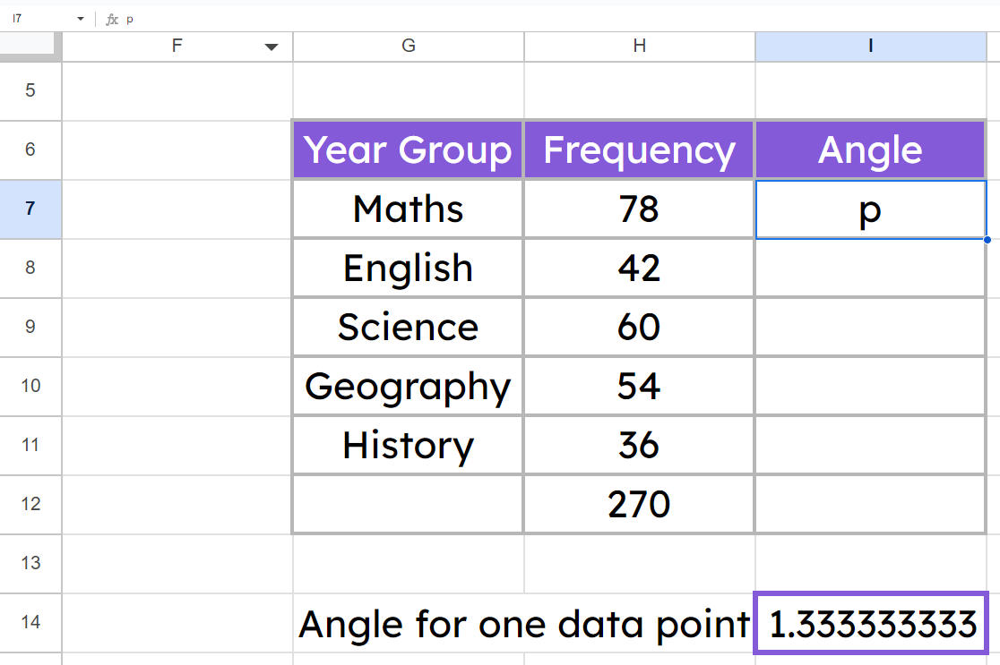 I7 fx p
F G H I
5
6 Year Group Frequency Angle
7 Maths 78 p
8 English 42
9 Science 60
10 Geography 54
11 History 36
12 270
13
14 Angle for one data point 1.333333333